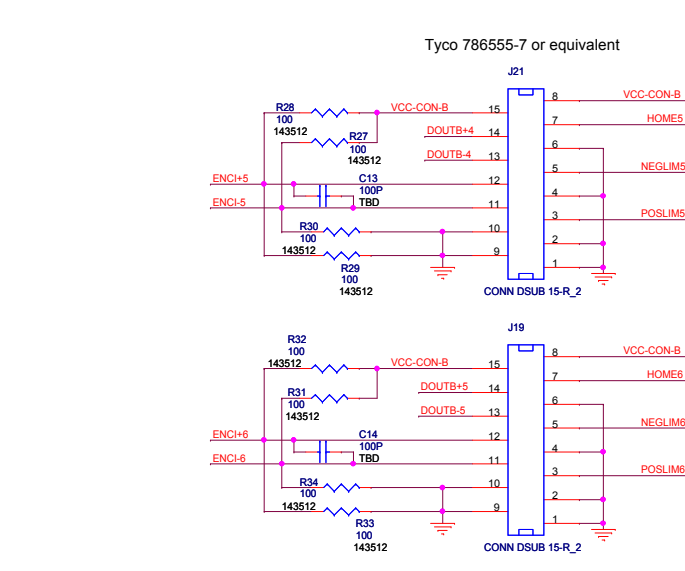 Tyco 786555-7 or equivalent
J21
R28
100
143512
VCC-CON-B
15
8
VCC-CON-B
R27
100
143512
DOUTB+4
14
7
HOME5
DOUTB-4
13
6
5
NEGLIM5
ENCI+5
C13
100P
TBD
12
4
ENCI-5
11
3
POSLIM5
R30
100
143512
10
2
9
1
R29
100
143512
CONN DSUB 15-R_2
J19
R32
100
143512
VCC-CON-B
15
8
VCC-CON-B
R31
100
143512
DOUTB+5
14
7
HOME6
DOUTB-5
13
6
5
NEGLIM6
ENCI+6
C14
100P
TBD
12
4
ENCI-6
11
3
POSLIM6
R34
100
143512
10
2
9
1
R33
100
143512
CONN DSUB 15-R_2